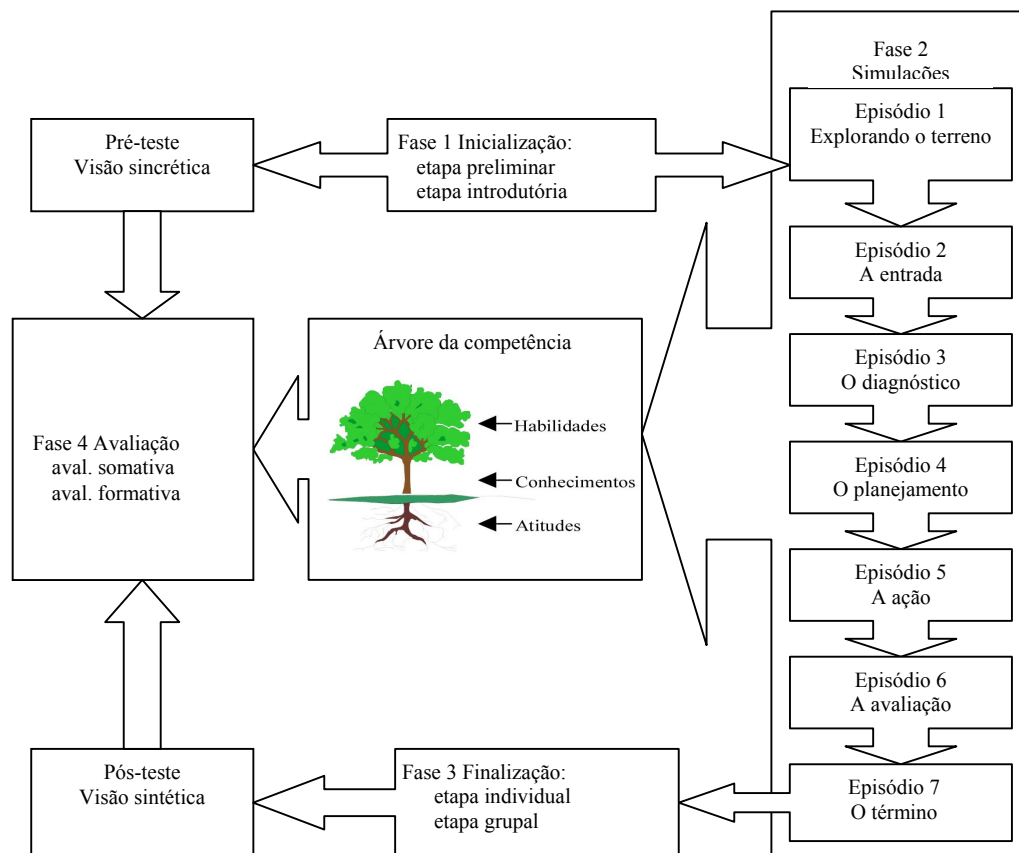 Fase 2
Simulações
Pré-teste
Visão sincrética
Fase 1 Inicialização:
etapa preliminar
etapa introdutória
Episódio 1
Explorando o terreno
Episódio 2
A entrada
Episódio 3
O diagnóstico
Episódio 4
O planejamento
Episódio 5
A ação
Episódio 6
A avaliação
Episódio 7
O término
Árvore da competência
Habilidades
Conhecimentos
Atitudes
Fase 4 Avaliação
aval. somativa
aval. formativa
Pós-teste
Visão sintética
Fase 3 Finalização:
etapa individual
etapa grupal